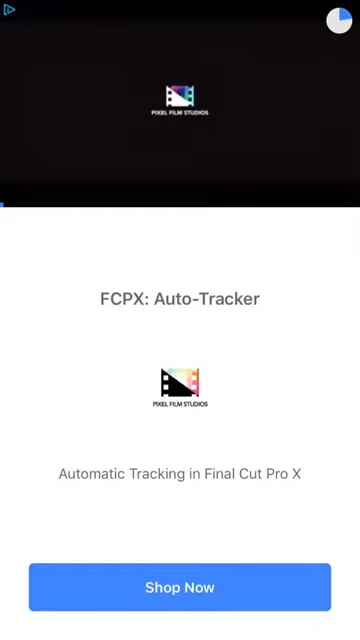 PIXEL FILM STUDIOS
FCPX: Auto-Tracker
PIXEL FILM STUDIOS
Automatic Tracking in Final Cut Pro X
Shop Now